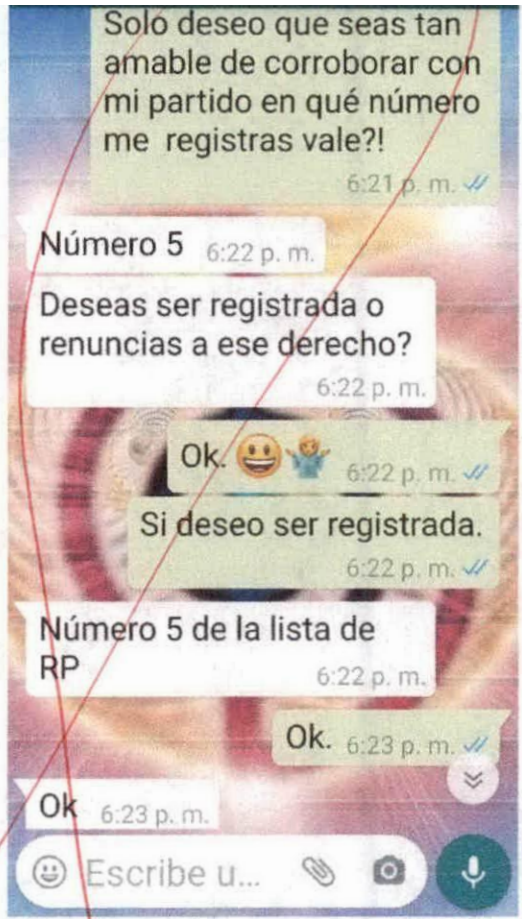 Solo deseo que seas tan
amable de corroborar con
mi partido en qué número
me registras vale?!
6:21 p. m.
Número 5 6:22 p. m.
Deseas ser registrada o
renuncias a ese derecho?
6:22 p. m.
Ok. 😃🤷 6:22 p. m.
Si deseo ser registrada.
6:22 p. m.
Número 5 de la lista de
RP 6:22 p. m.
Ok. 6:23 p. m.
Ok 6:23 p. m.
Escribe u...